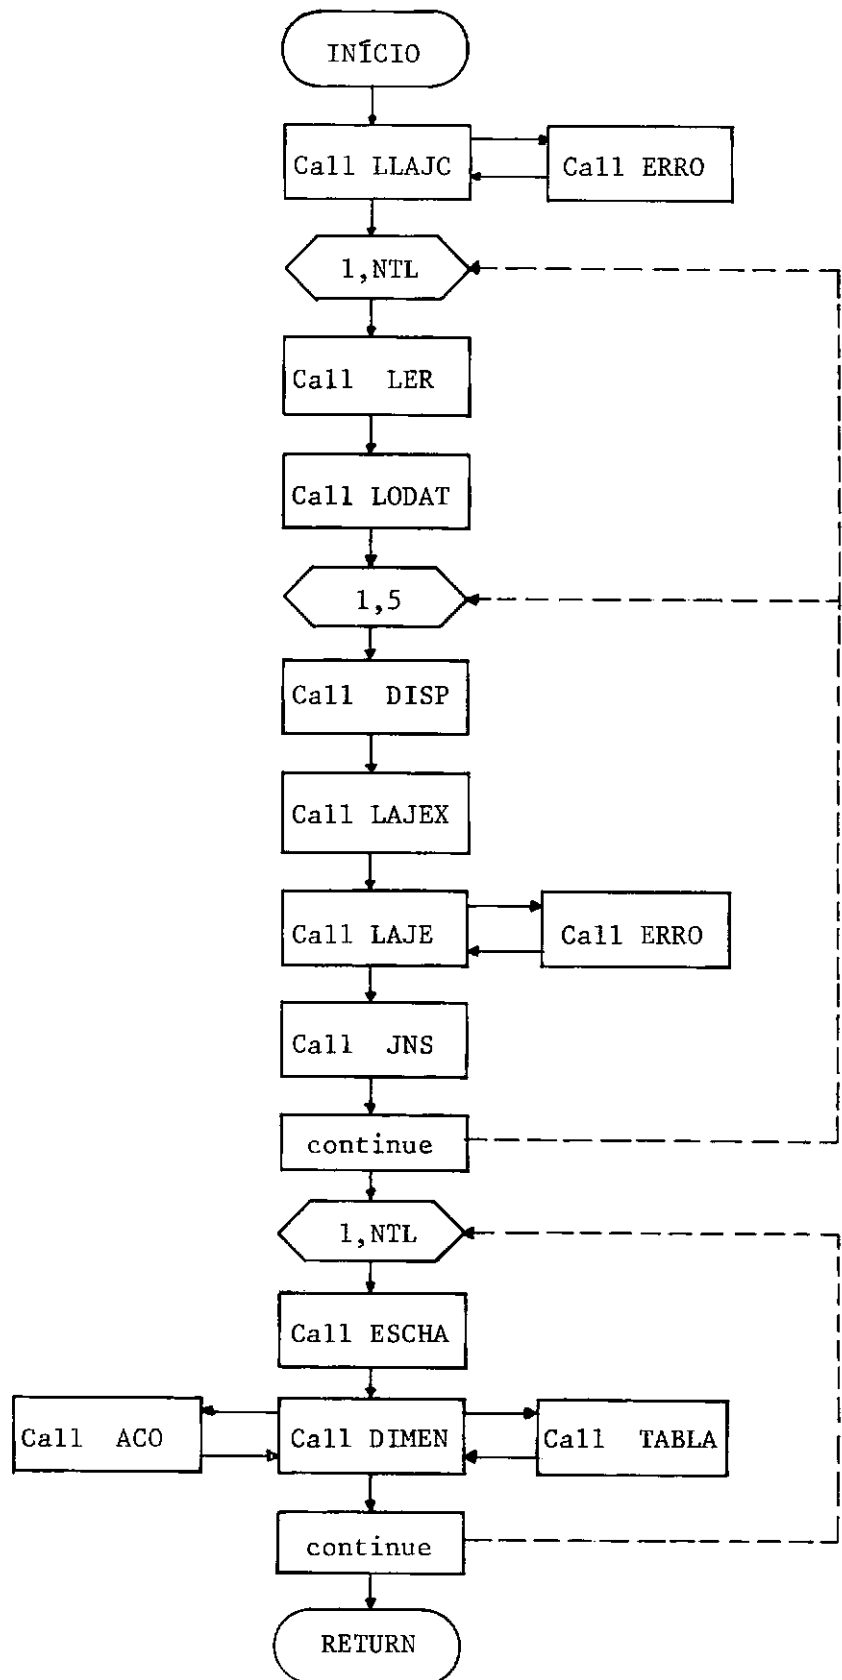 INÍCIO
Call LLAJC
Call ERRO
1,NTL
Call LER
Call LODAT
1,5
Call DISP
Call LAJEX
Call LAJE
Call ERRO
Call JNS
continue
1,NTL
Call ESCHA
Call ACO
Call DIMEN
Call TABLA
continue
RETURN